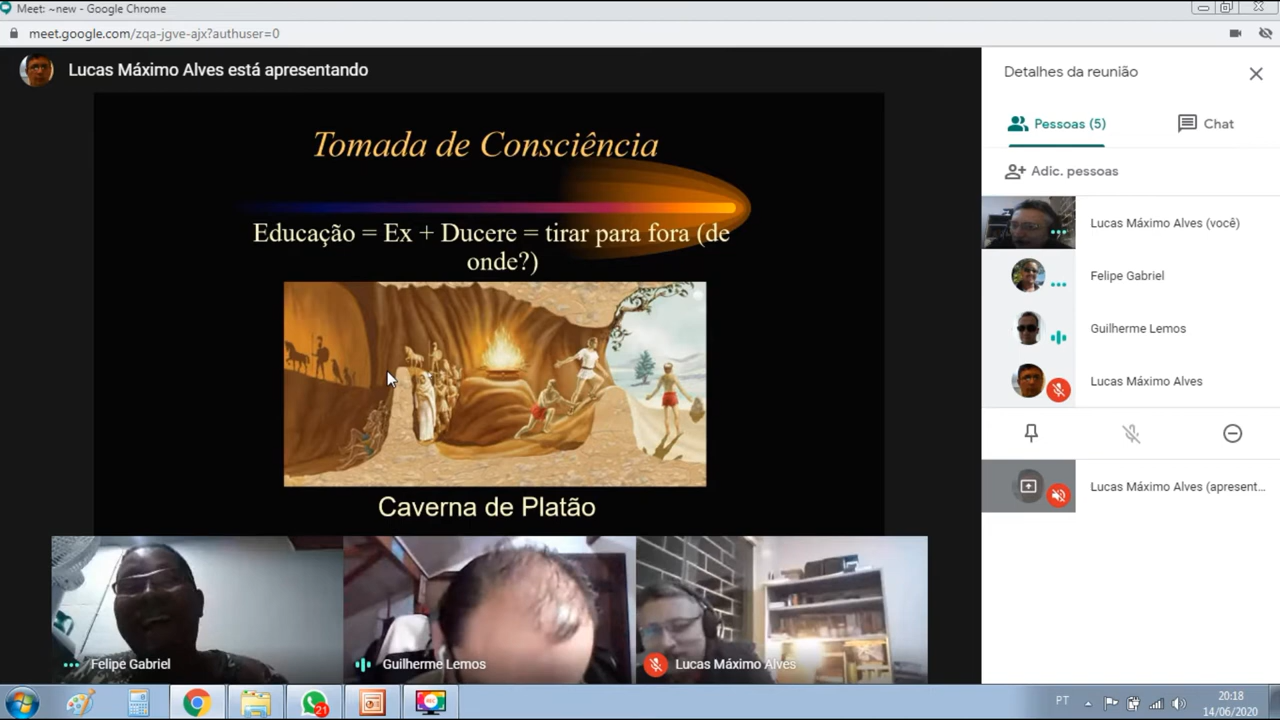 Meet: ~new - Google Chrome
meet.google.com/zqa-jgve-ajx?authuser=0
Lucas Máximo Alves está apresentando
Tomada de Consciência
Educação = Ex + Ducere = tirar para fora (de
onde?)
Caverna de Platão
Felipe Gabriel
Guilherme Lemos
Lucas Máximo Alves
Detalhes da reunião
Pessoas (5)
Chat
Adic. pessoas
Lucas Máximo Alves (você)
Felipe Gabriel
Guilherme Lemos
Lucas Máximo Alves
Lucas Máximo Alves (apresent...
21
REC
PT
20:18
14/06/2020